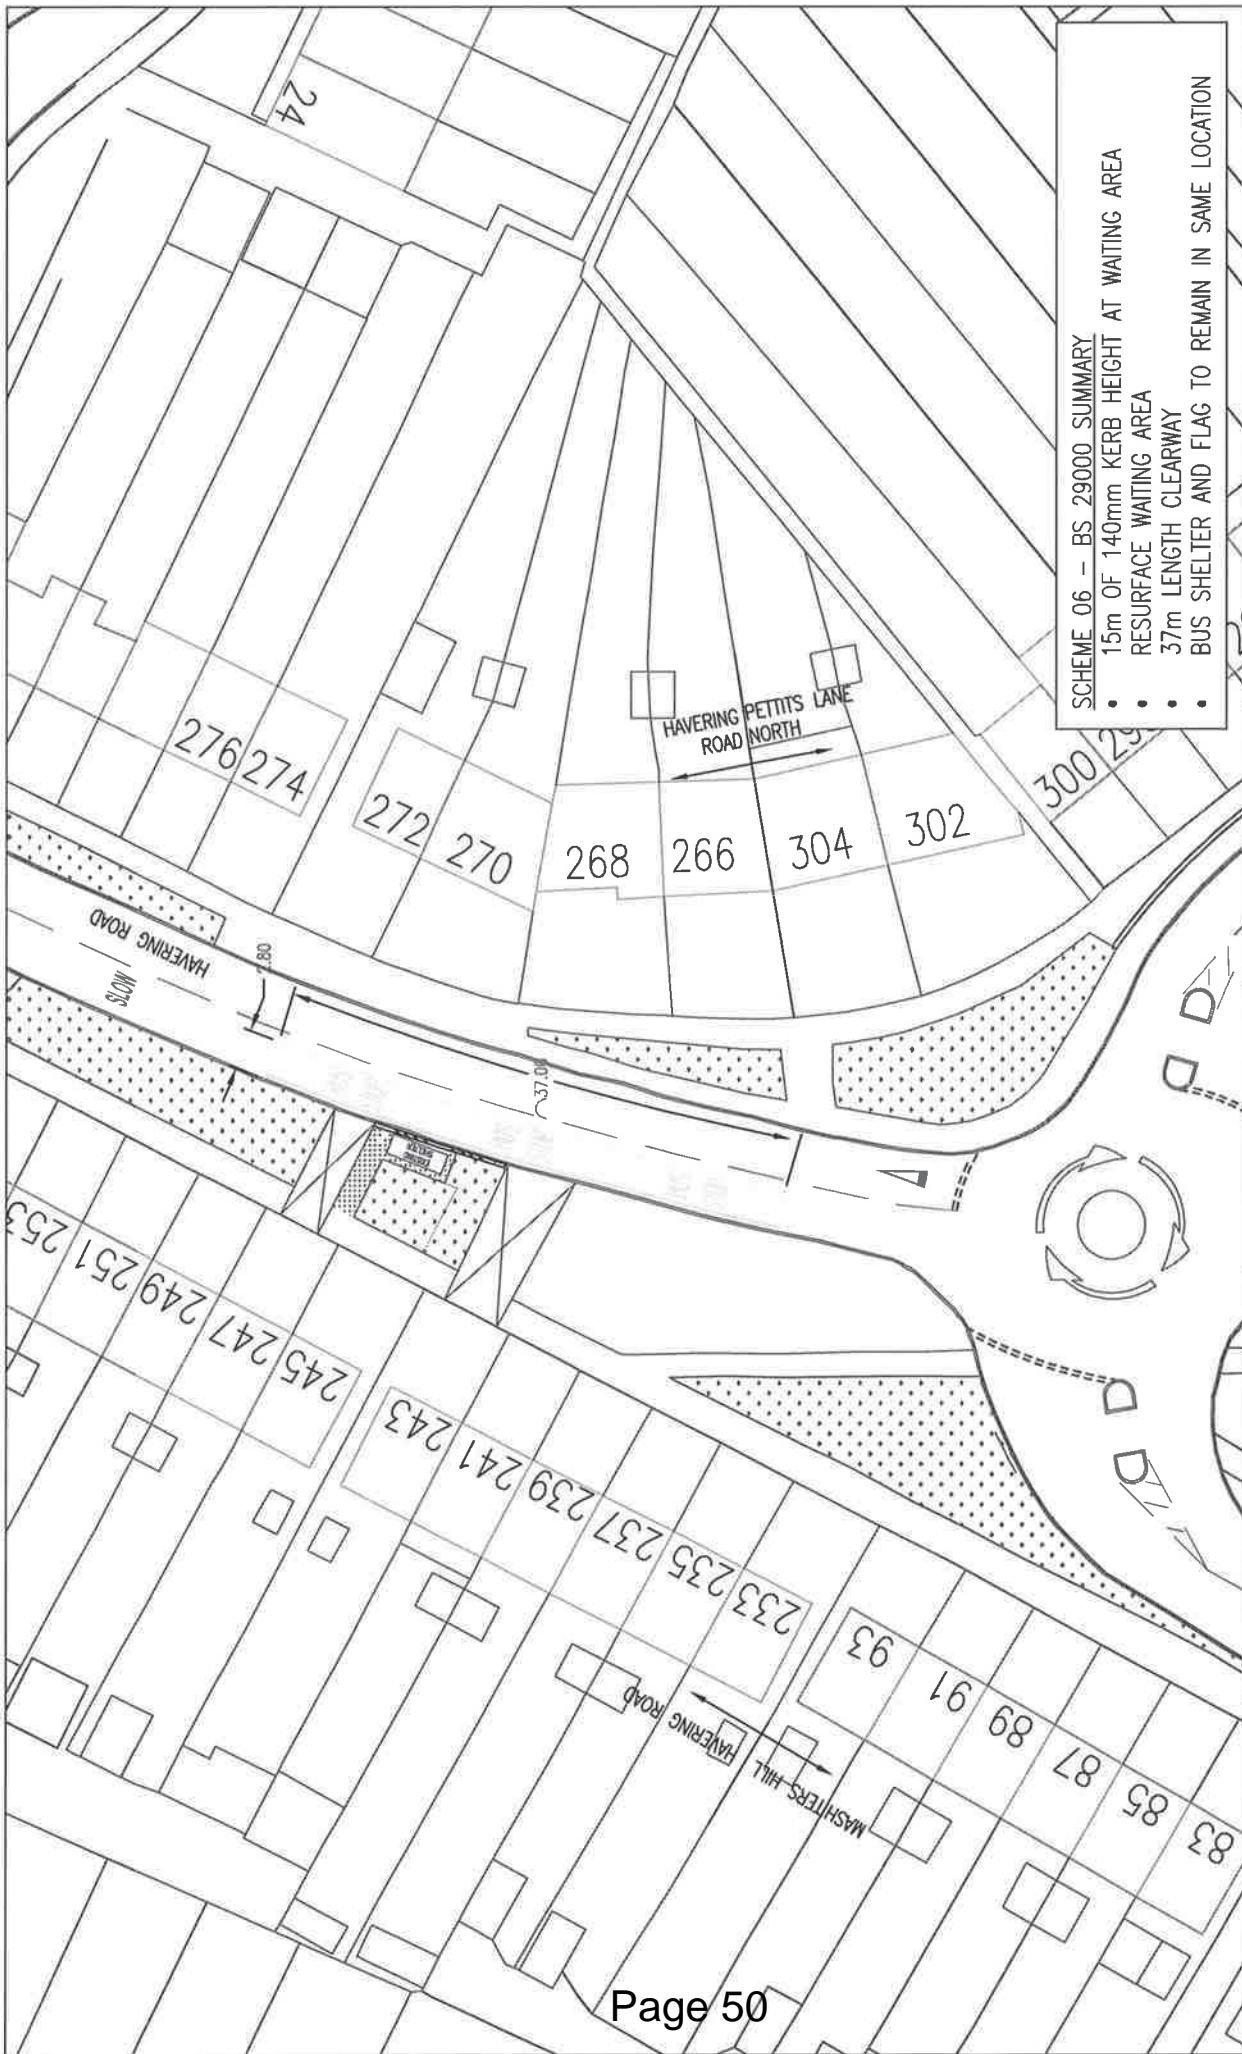 SCHEME 06 – BS 29000 SUMMARY
• 15m OF 140mm KERB HEIGHT AT WAITING AREA
• RESURFACE WAITING AREA
• 37m LENGTH CLEARWAY
• BUS SHELTER AND FLAG TO REMAIN IN SAME LOCATION
24
276
274
272
270
268
266
304
302
300
HAVERING PETTITS LANE
ROAD NORTH
HAVERING ROAD
SLOW
37.00
EXISTING
SHELTER
253
251
249
247
245
243
241
239
237
235
233
93
91
89
87
85
83
HAVERING ROAD
MASHITERS HILL
Page 50